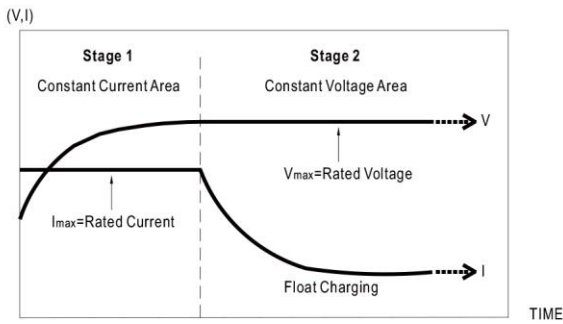 (V,I)
Stage 1
Constant Current Area
Stage 2
Constant Voltage Area
V
Vmax=Rated Voltage
Imax=Rated Current
I
Float Charging
TIME